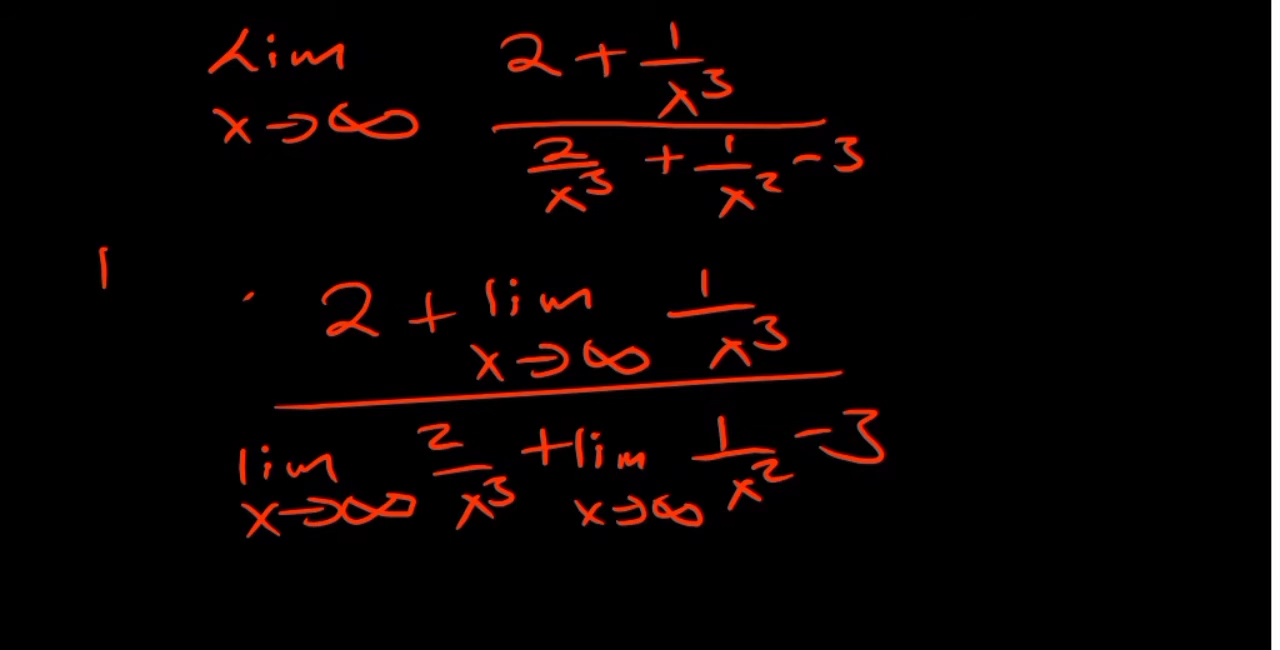 Lim 2 + 1/x³
x→∞ 2/x³ + 1/x² - 3
2 + lim 1/x³
x→∞
lim 2/x³ + lim 1/x² - 3
x→∞ x→∞